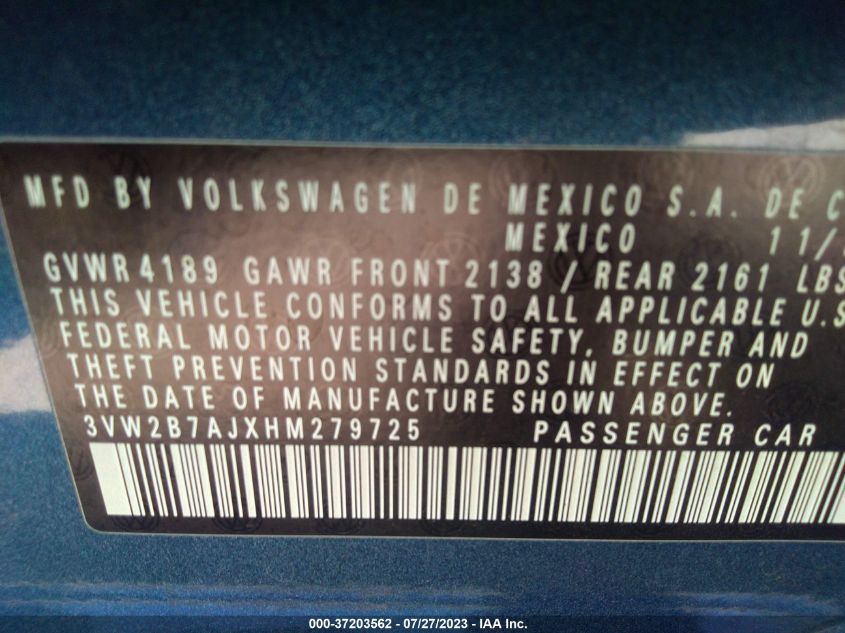 MFD BY VOLKSWAGEN DE MEXICO S.A. DE C
MEXICO 11/
GVWR 4189 GAWR FRONT 2138 / REAR 2161 LBS
THIS VEHICLE CONFORMS TO ALL APPLICABLE U.S
FEDERAL MOTOR VEHICLE SAFETY, BUMPER AND
THEFT PREVENTION STANDARDS IN EFFECT ON
THE DATE OF MANUFACTURE SHOWN ABOVE.
3VW2B7AJXHM279725 PASSENGER CAR
000-37203562 - 07/27/2023 - IAA Inc.